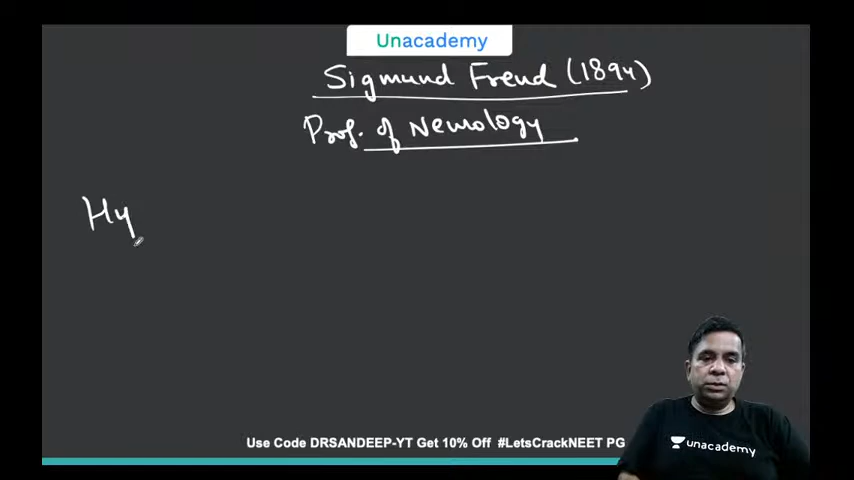 Unacademy
Sigmund Freud (1894)
Prof. of Neurology
Hy
Use Code DRSANDEEP-YT Get 10% Off #LetsCrackNEET PG
unacademy